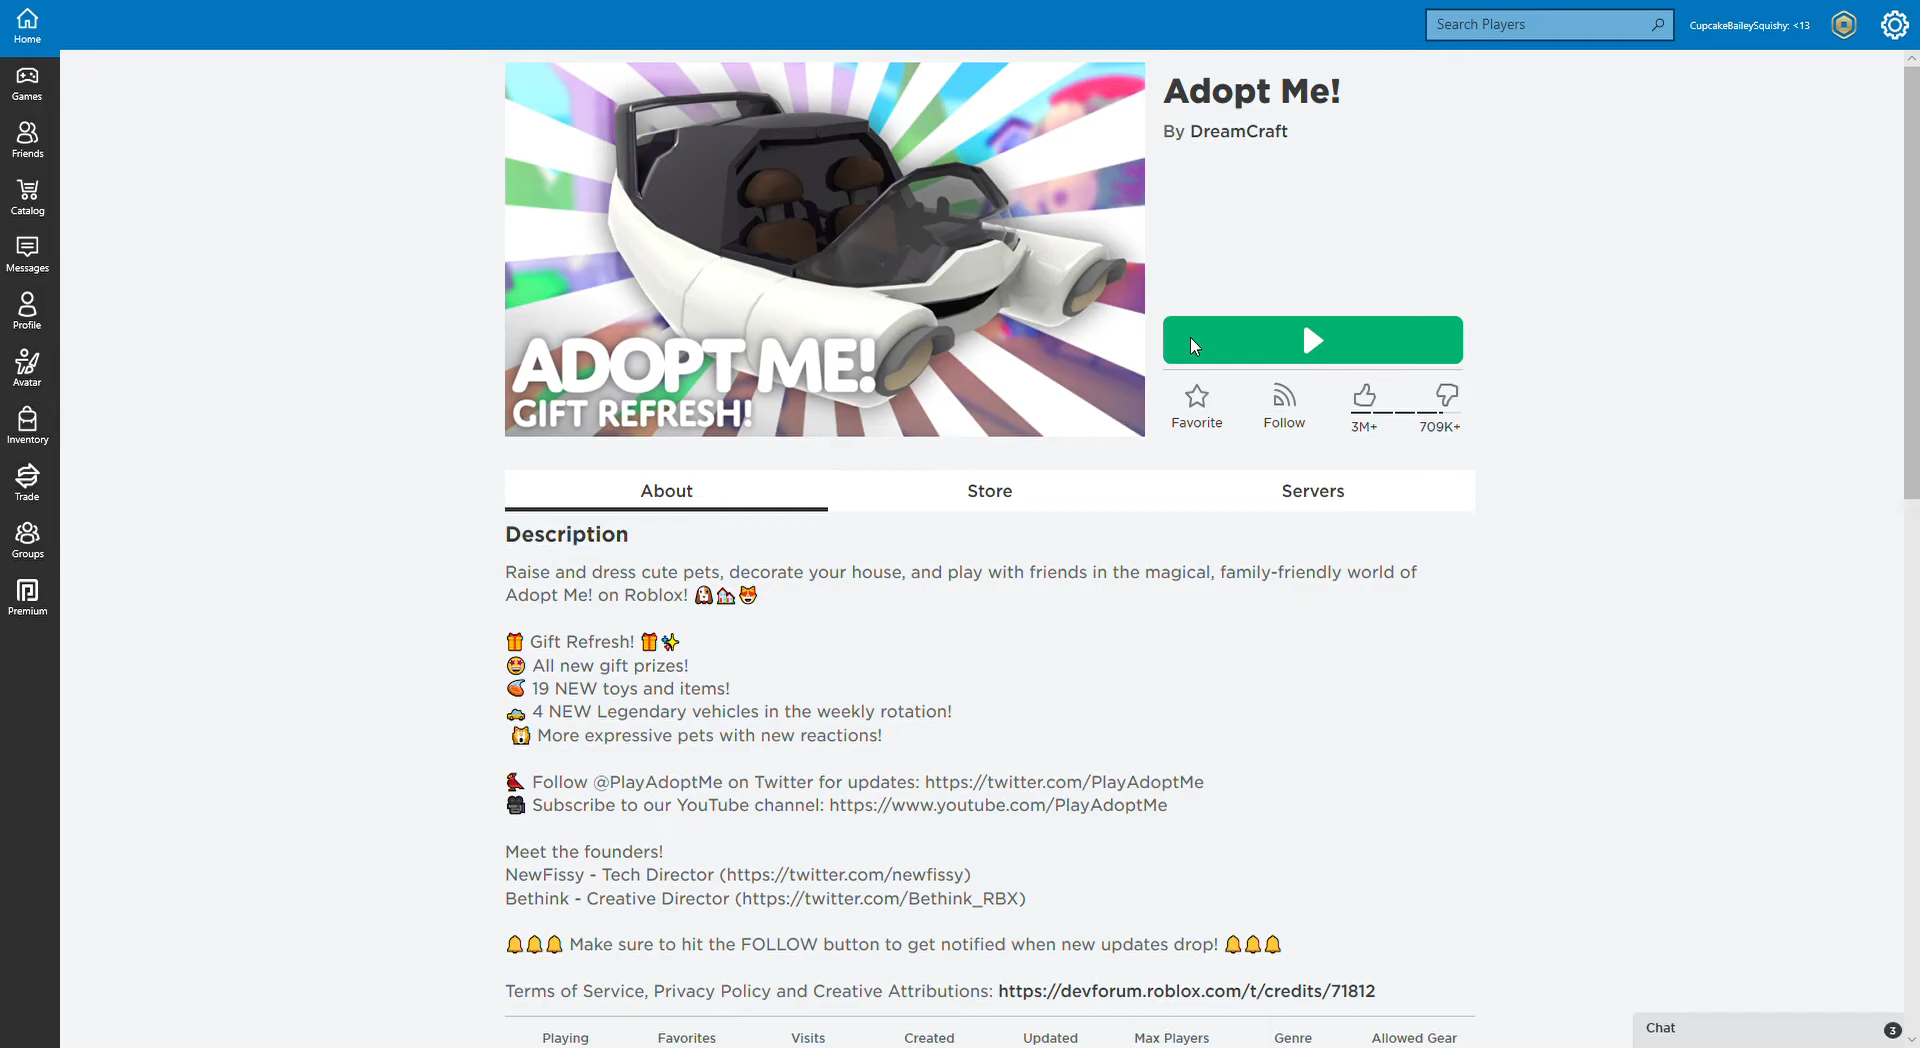 Home
Search Players
CupcakeBaileySquishy: <13
Games
Friends
Catalog
Messages
Profile
Avatar
Inventory
Trade
Groups
Premium
ADOPT ME!
GIFT REFRESH!
Adopt Me!
By DreamCraft
Favorite
Follow
3M+
709K+
About
Store
Servers
Description
Raise and dress cute pets, decorate your house, and play with friends in the magical, family-friendly world of
Adopt Me! on Roblox! 🐶🏠😻
🎁 Gift Refresh! 🎁✨
🤩 All new gift prizes!
19 NEW toys and items!
🚙 4 NEW Legendary vehicles in the weekly rotation!
🙀 More expressive pets with new reactions!
Follow @PlayAdoptMe on Twitter for updates: https://twitter.com/PlayAdoptMe
🎥 Subscribe to our YouTube channel: https://www.youtube.com/PlayAdoptMe
Meet the founders!
NewFissy - Tech Director (https://twitter.com/newfissy)
Bethink - Creative Director (https://twitter.com/Bethink_RBX)
🔔🔔🔔 Make sure to hit the FOLLOW button to get notified when new updates drop! 🔔🔔🔔
Terms of Service, Privacy Policy and Creative Attributions: https://devforum.roblox.com/t/credits/71812
Playing
Favorites
Visits
Created
Updated
Max Players
Genre
Allowed Gear
Chat
3